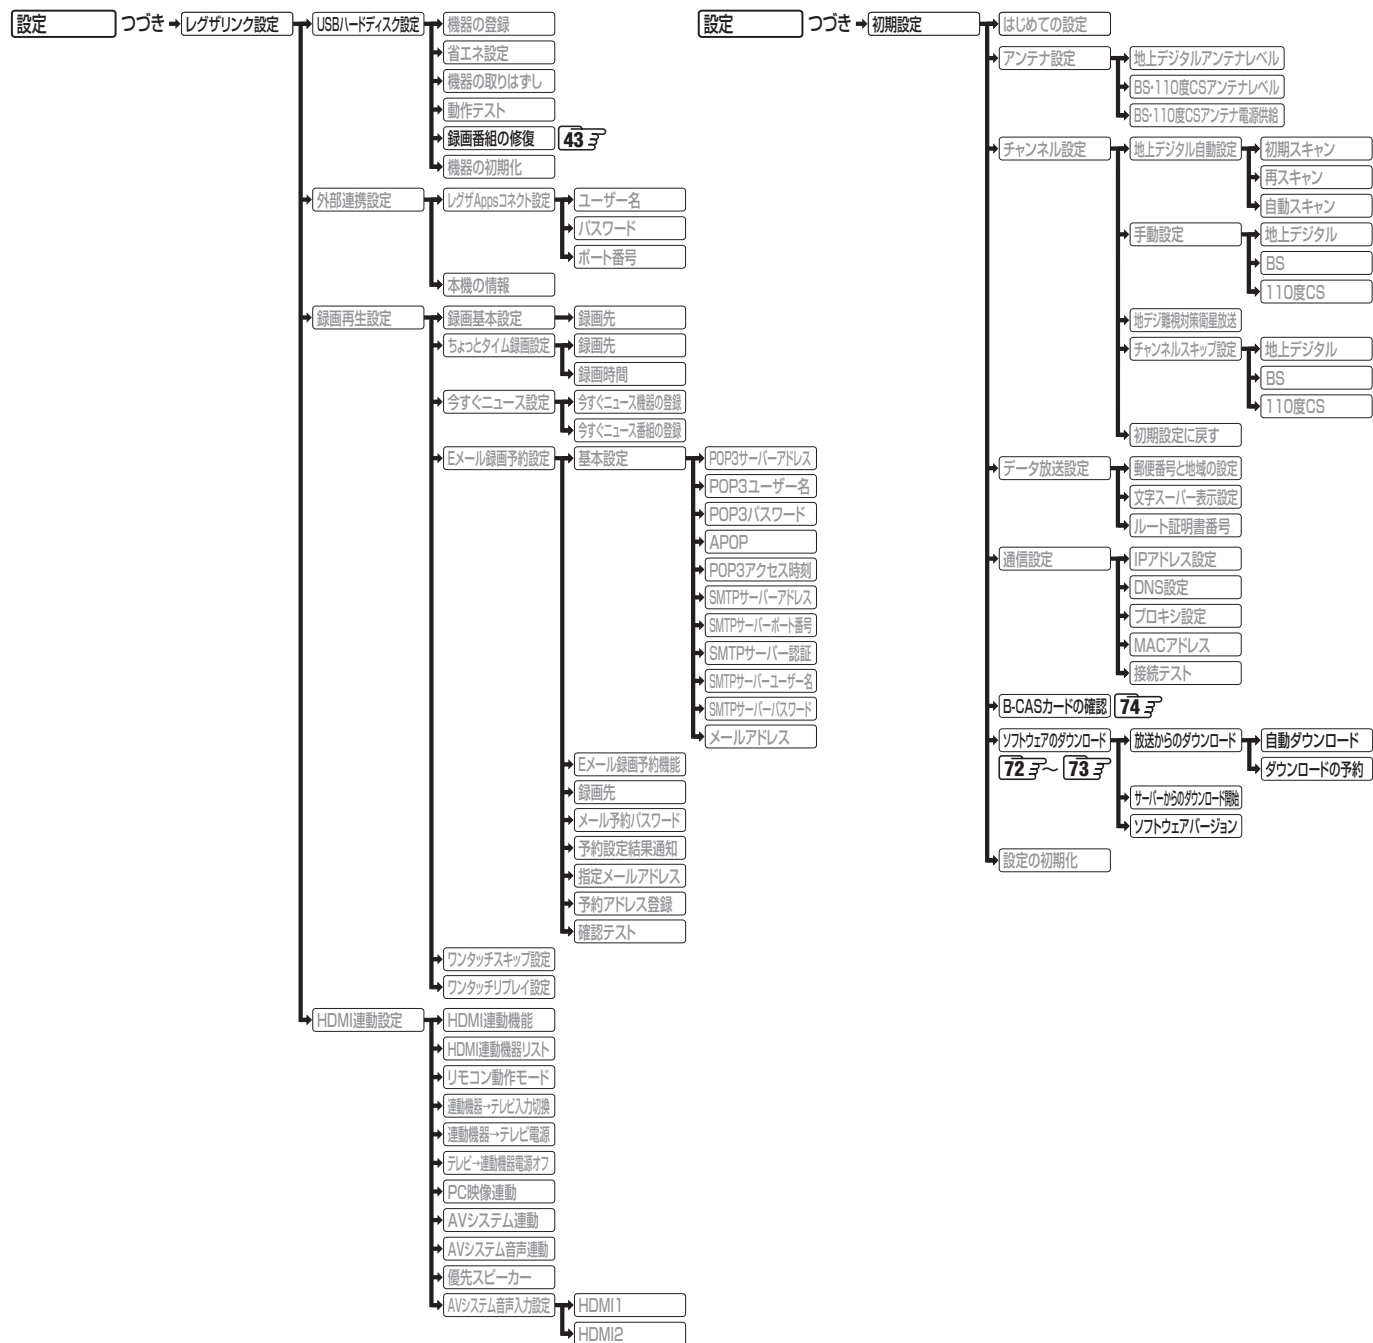 設定 つづき レグザリンク設定 USBハードディスク設定 機器の登録
省エネ設定
機器の取りはずし
動作テスト
録画番組の修復 43
機器の初期化
外部連携設定 レグザAppsコネクト設定 ユーザー名
パスワード
ポート番号
本機の情報
録画再生設定 録画基本設定 録画先
ちょっとタイム録画設定 録画先
録画時間
今すぐニュース設定 今すぐニュース機器の登録
今すぐニュース番組の登録
Eメール録画予約設定 基本設定 POP3サーバーアドレス
POP3ユーザー名
POP3パスワード
APOP
POP3アクセス時刻
SMTPサーバーアドレス
SMTPサーバーポート番号
SMTPサーバー認証
SMTPサーバーユーザー名
SMTPサーバーパスワード
メールアドレス
Eメール録画予約機能
録画先
メール予約パスワード
予約設定結果通知
指定メールアドレス
予約アドレス登録
確認テスト
ワンタッチスキップ設定
ワンタッチリプレイ設定
HDMI連動設定 HDMI連動機能
HDMI連動機器リスト
リモコン動作モード
連動機器→テレビ入力切換
連動機器→テレビ電源
テレビ→連動機器電源オフ
PC映像連動
AVシステム連動
AVシステム音声連動
優先スピーカー
AVシステム音声入力設定 HDMI1
HDMI2
設定 つづき 初期設定 はじめての設定
アンテナ設定 地上デジタルアンテナレベル
BS・110度CSアンテナレベル
BS・110度CSアンテナ電源供給
チャンネル設定 地上デジタル自動設定 初期スキャン
再スキャン
自動スキャン
手動設定 地上デジタル
BS
110度CS
地デジ難視対策衛星放送
チャンネルスキップ設定 地上デジタル
BS
110度CS
初期設定に戻す
データ放送設定 郵便番号と地域の設定
文字スーパー表示設定
ルート証明書番号
通信設定 IPアドレス設定
DNS設定
プロキシ設定
MACアドレス
接続テスト
B-CASカードの確認 74
ソフトウェアのダウンロード 放送からのダウンロード 自動ダウンロード
72 ～ 73 ダウンロードの予約
サーバーからのダウンロード開始
ソフトウェアバージョン
設定の初期化